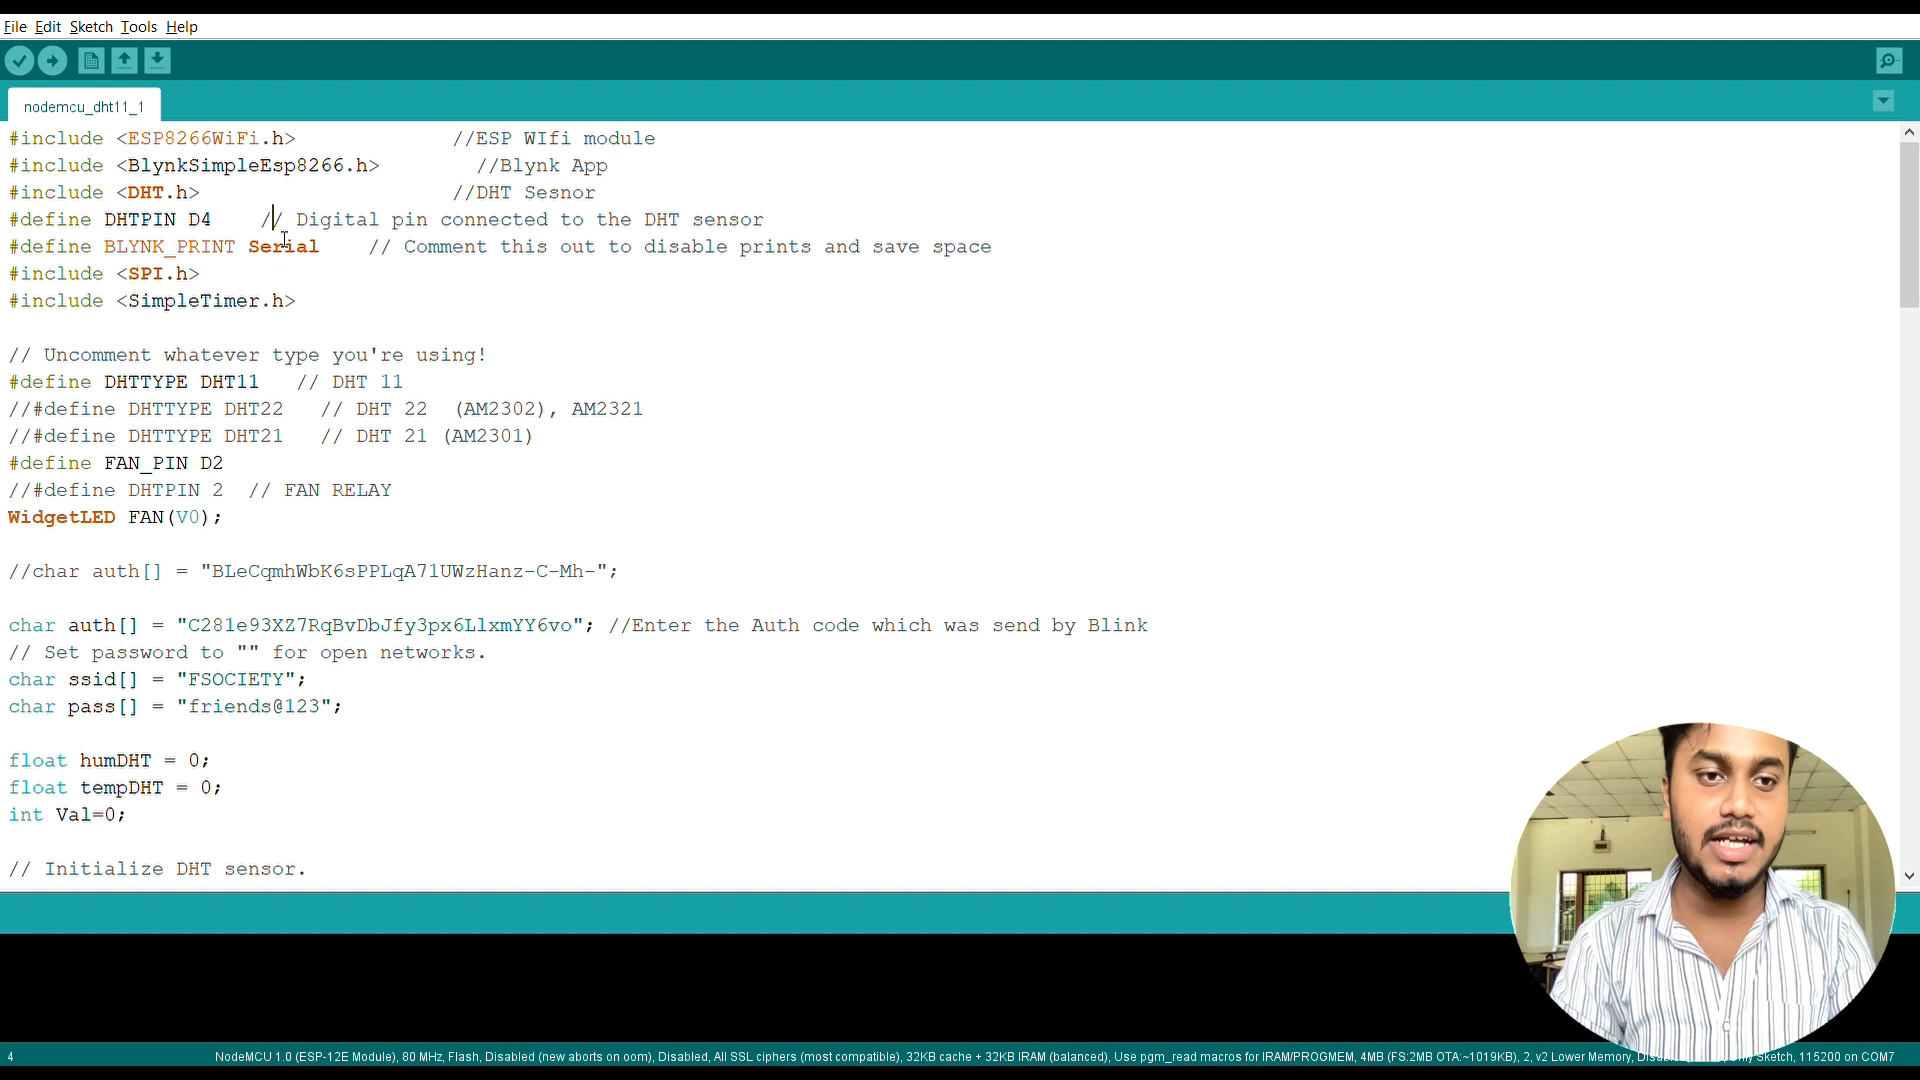 File Edit Sketch Tools Help
nodemcu_dht11_1
#include <ESP8266WiFi.h> //ESP WIfi module
#include <BlynkSimpleEsp8266.h> //Blynk App
#include <DHT.h> //DHT Sesnor
#define DHTPIN D4 // Digital pin connected to the DHT sensor
#define BLYNK_PRINT Serial // Comment this out to disable prints and save space
#include <SPI.h>
#include <SimpleTimer.h>
// Uncomment whatever type you're using!
#define DHTTYPE DHT11 // DHT 11
//#define DHTTYPE DHT22 // DHT 22 (AM2302), AM2321
//#define DHTTYPE DHT21 // DHT 21 (AM2301)
#define FAN_PIN D2
//#define DHTPIN 2 // FAN RELAY
WidgetLED FAN(V0);
//char auth[] = "BLeCqmhWbK6sPPLqA71UWzHanz-C-Mh-";
char auth[] = "C281e93XZ7RqBvDbJfy3px6LlxmYY6vo"; //Enter the Auth code which was send by Blink
// Set password to "" for open networks.
char ssid[] = "FSOCIETY";
char pass[] = "friends@123";
float humDHT = 0;
float tempDHT = 0;
int Val=0;
// Initialize DHT sensor.
4 NodeMCU 1.0 (ESP-12E Module), 80 MHz, Flash, Disabled (new aborts on oom), Disabled, All SSL ciphers (most compatible), 32KB cache + 32KB IRAM (balanced), Use pgm_read macros for IRAM/PROGMEM, 4MB (FS:2MB OTA:~1019KB), 2, v2 Lower Memory, Sketch, 115200 on COM7